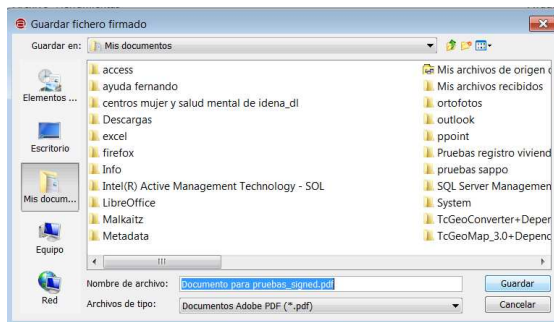 Guardar fichero firmado
Guardar en: Mis documentos
Elementos ...
Escritorio
Mis docum...
Equipo
Red
access
ayuda fernando
centros mujer y salud mental de idena_dl
Descargas
excel
firefox
Info
Intel(R) Active Management Technology - SOL
LibreOffice
Malkaitz
Metadata
Mis archivos de origen
Mis archivos recibidos
ortofotos
outlook
ppoint
Pruebas registro viviend
pruebas sappo
SQL Server Managemen
System
TcGeoConverter+Deper
TcGeoMap_3.0+Depend
Nombre de archivo: Documento para pruebas_signed.pdf Guardar
Archivos de tipo: Documentos Adobe PDF (*.pdf) Cancelar